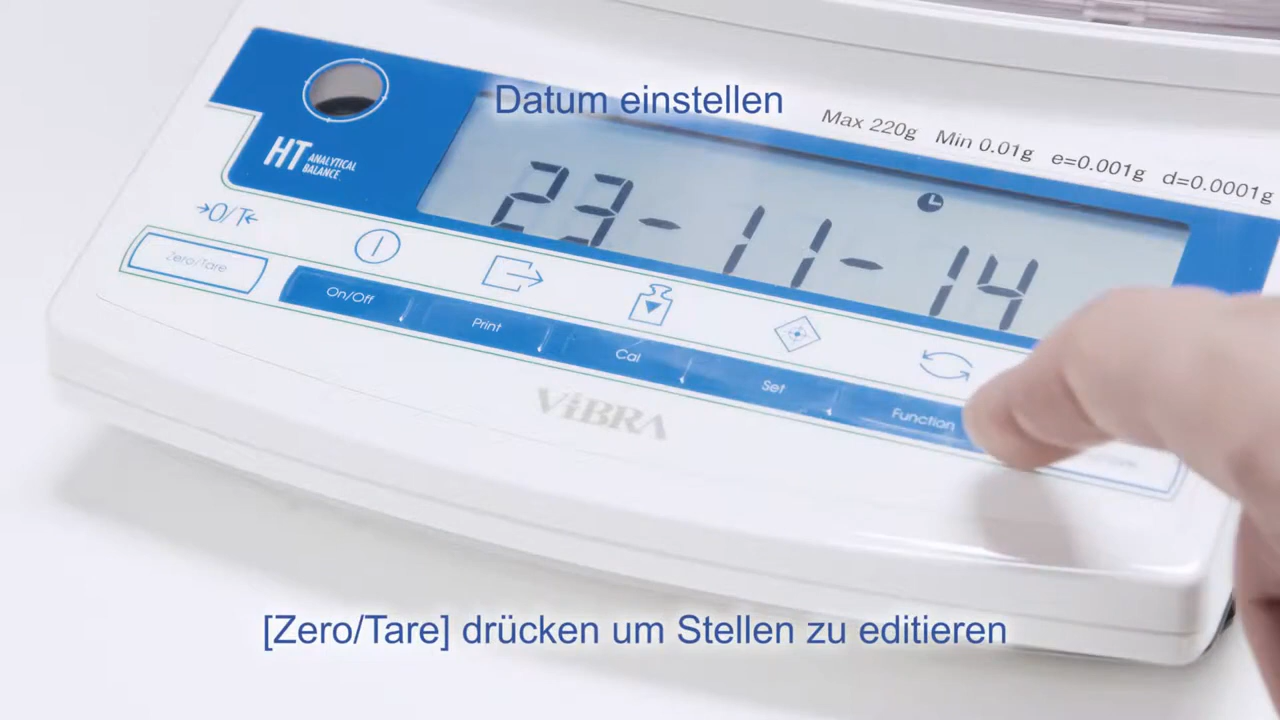 Datum einstellen
Max 220g Min 0.01g e=0.001g d=0.0001g
HT ANALYTICAL
BALANCE
23-11-14
→0/T←
Zero/Tare
On/Off
Print
Cal
Set
Function
ViBRA
[Zero/Tare] drücken um Stellen zu editieren